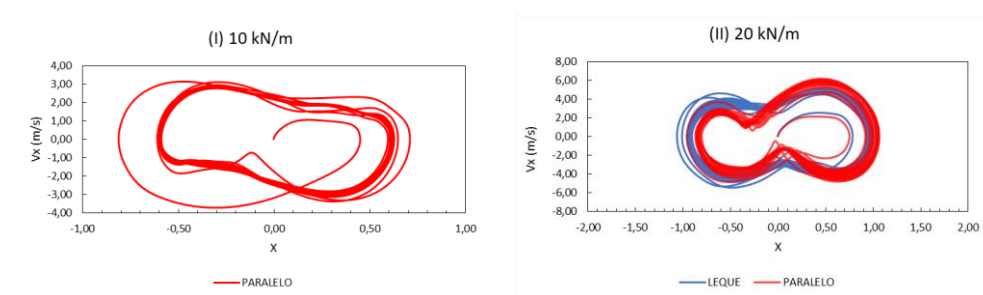 (I) 10 kN/m
4,00
3,00
2,00
1,00
0,00
-1,00
-2,00
-3,00
-4,00
Vx (m/s)
-1,00 -0,50 0,00 0,50 1,00
X
PARALELO
(II) 20 kN/m
8,00
6,00
4,00
2,00
0,00
-2,00
-4,00
-6,00
-8,00
Vx (m/s)
-2,00 -1,50 -1,00 -0,50 0,00 0,50 1,00 1,50 2,00
X
LEQUE PARALELO